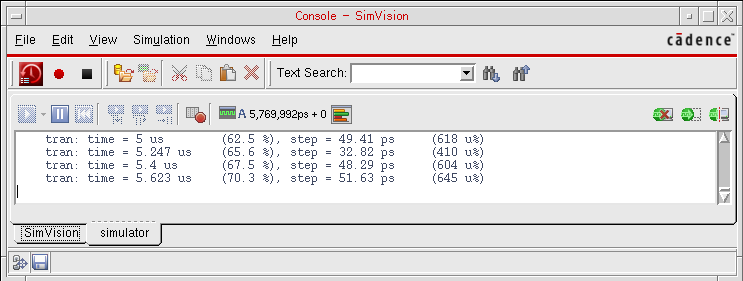 Console - SimVision
File Edit View Simulation Windows Help
cādence™
Text Search:
A 5,769,992ps + 0
tran: time = 5 us (62.5 %), step = 49.41 ps (618 u%)
tran: time = 5.247 us (65.6 %), step = 32.82 ps (410 u%)
tran: time = 5.4 us (67.5 %), step = 48.29 ps (604 u%)
tran: time = 5.623 us (70.3 %), step = 51.63 ps (645 u%)
SimVision simulator